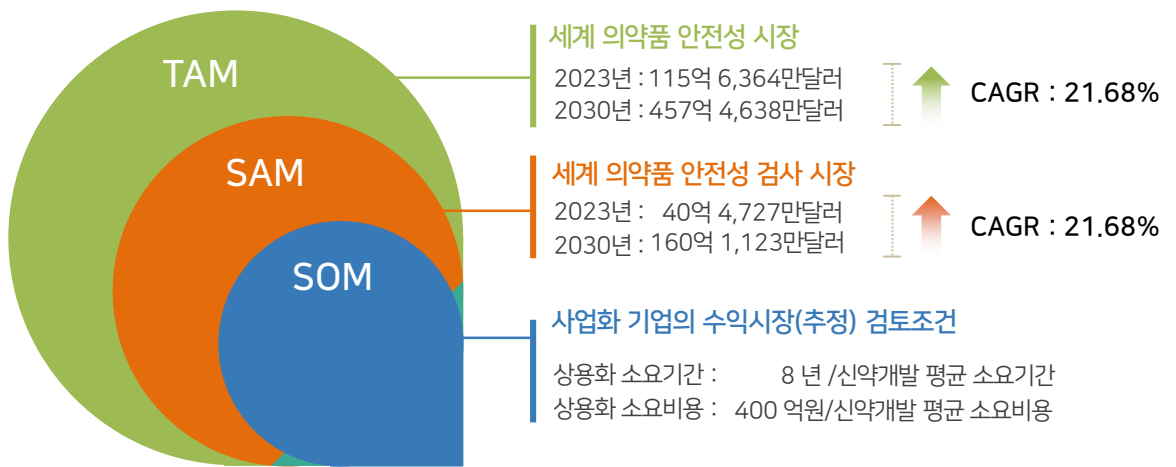 TAM
SAM
SOM
세계 의약품 안전성 시장
2023년 : 115억 6,364만달러
2030년 : 457억 4,638만달러
CAGR : 21.68%
세계 의약품 안전성 검사 시장
2023년 : 40억 4,727만달러
2030년 : 160억 1,123만달러
CAGR : 21.68%
사업화 기업의 수익시장(추정) 검토조건
상용화 소요기간 : 8 년 /신약개발 평균 소요기간
상용화 소요비용 : 400 억원/신약개발 평균 소요비용